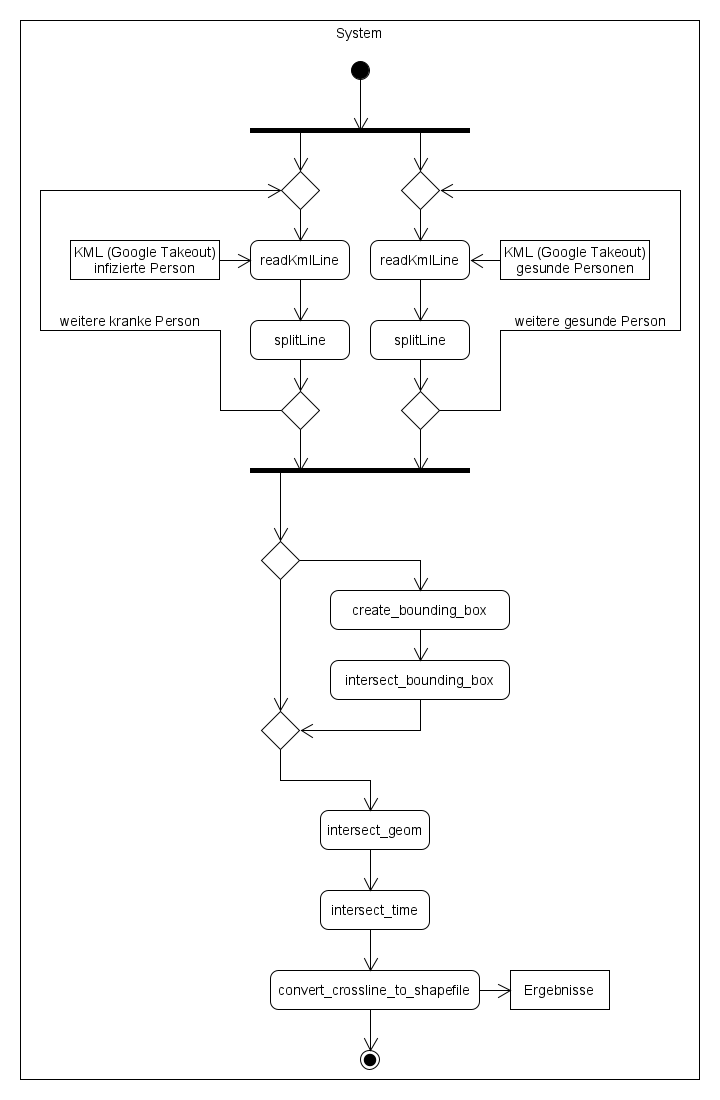 System
KML (Google Takeout)
infizierte Person
readKmlLine
readKmlLine
KML (Google Takeout)
gesunde Personen
weitere kranke Person
splitLine
splitLine
weitere gesunde Person
create_bounding_box
intersect_bounding_box
intersect_geom
intersect_time
convert_crossline_to_shapefile
Ergebnisse